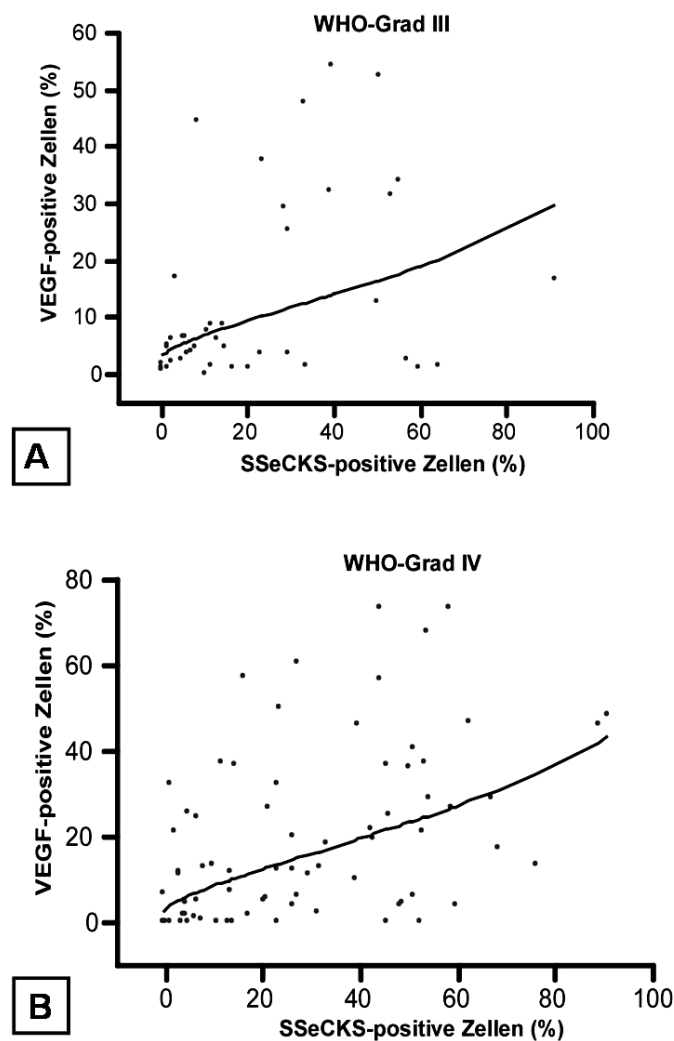 WHO-Grad III
VEGF-positive Zellen (%)
60
50
40
30
20
10
0
0 20 40 60 80 100
SSeCKS-positive Zellen (%)
A
WHO-Grad IV
VEGF-positive Zellen (%)
80
60
40
20
0
0 20 40 60 80 100
SSeCKS-positive Zellen (%)
B